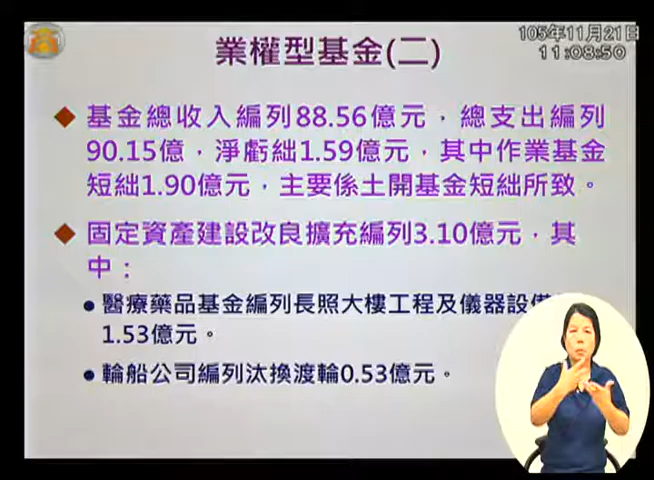 業權型基金(二)
105年11月21日
11:08:50
◆ 基金總收入編列88.56億元，總支出編列
90.15億，淨虧絀1.59億元，其中作業基金
短絀1.90億元，主要係土開基金短絀所致。
◆ 固定資產建設改良擴充編列3.10億元，其
中：
● 醫療藥品基金編列長照大樓工程及儀器設備
1.53億元。
● 輪船公司編列汰換渡輪0.53億元。